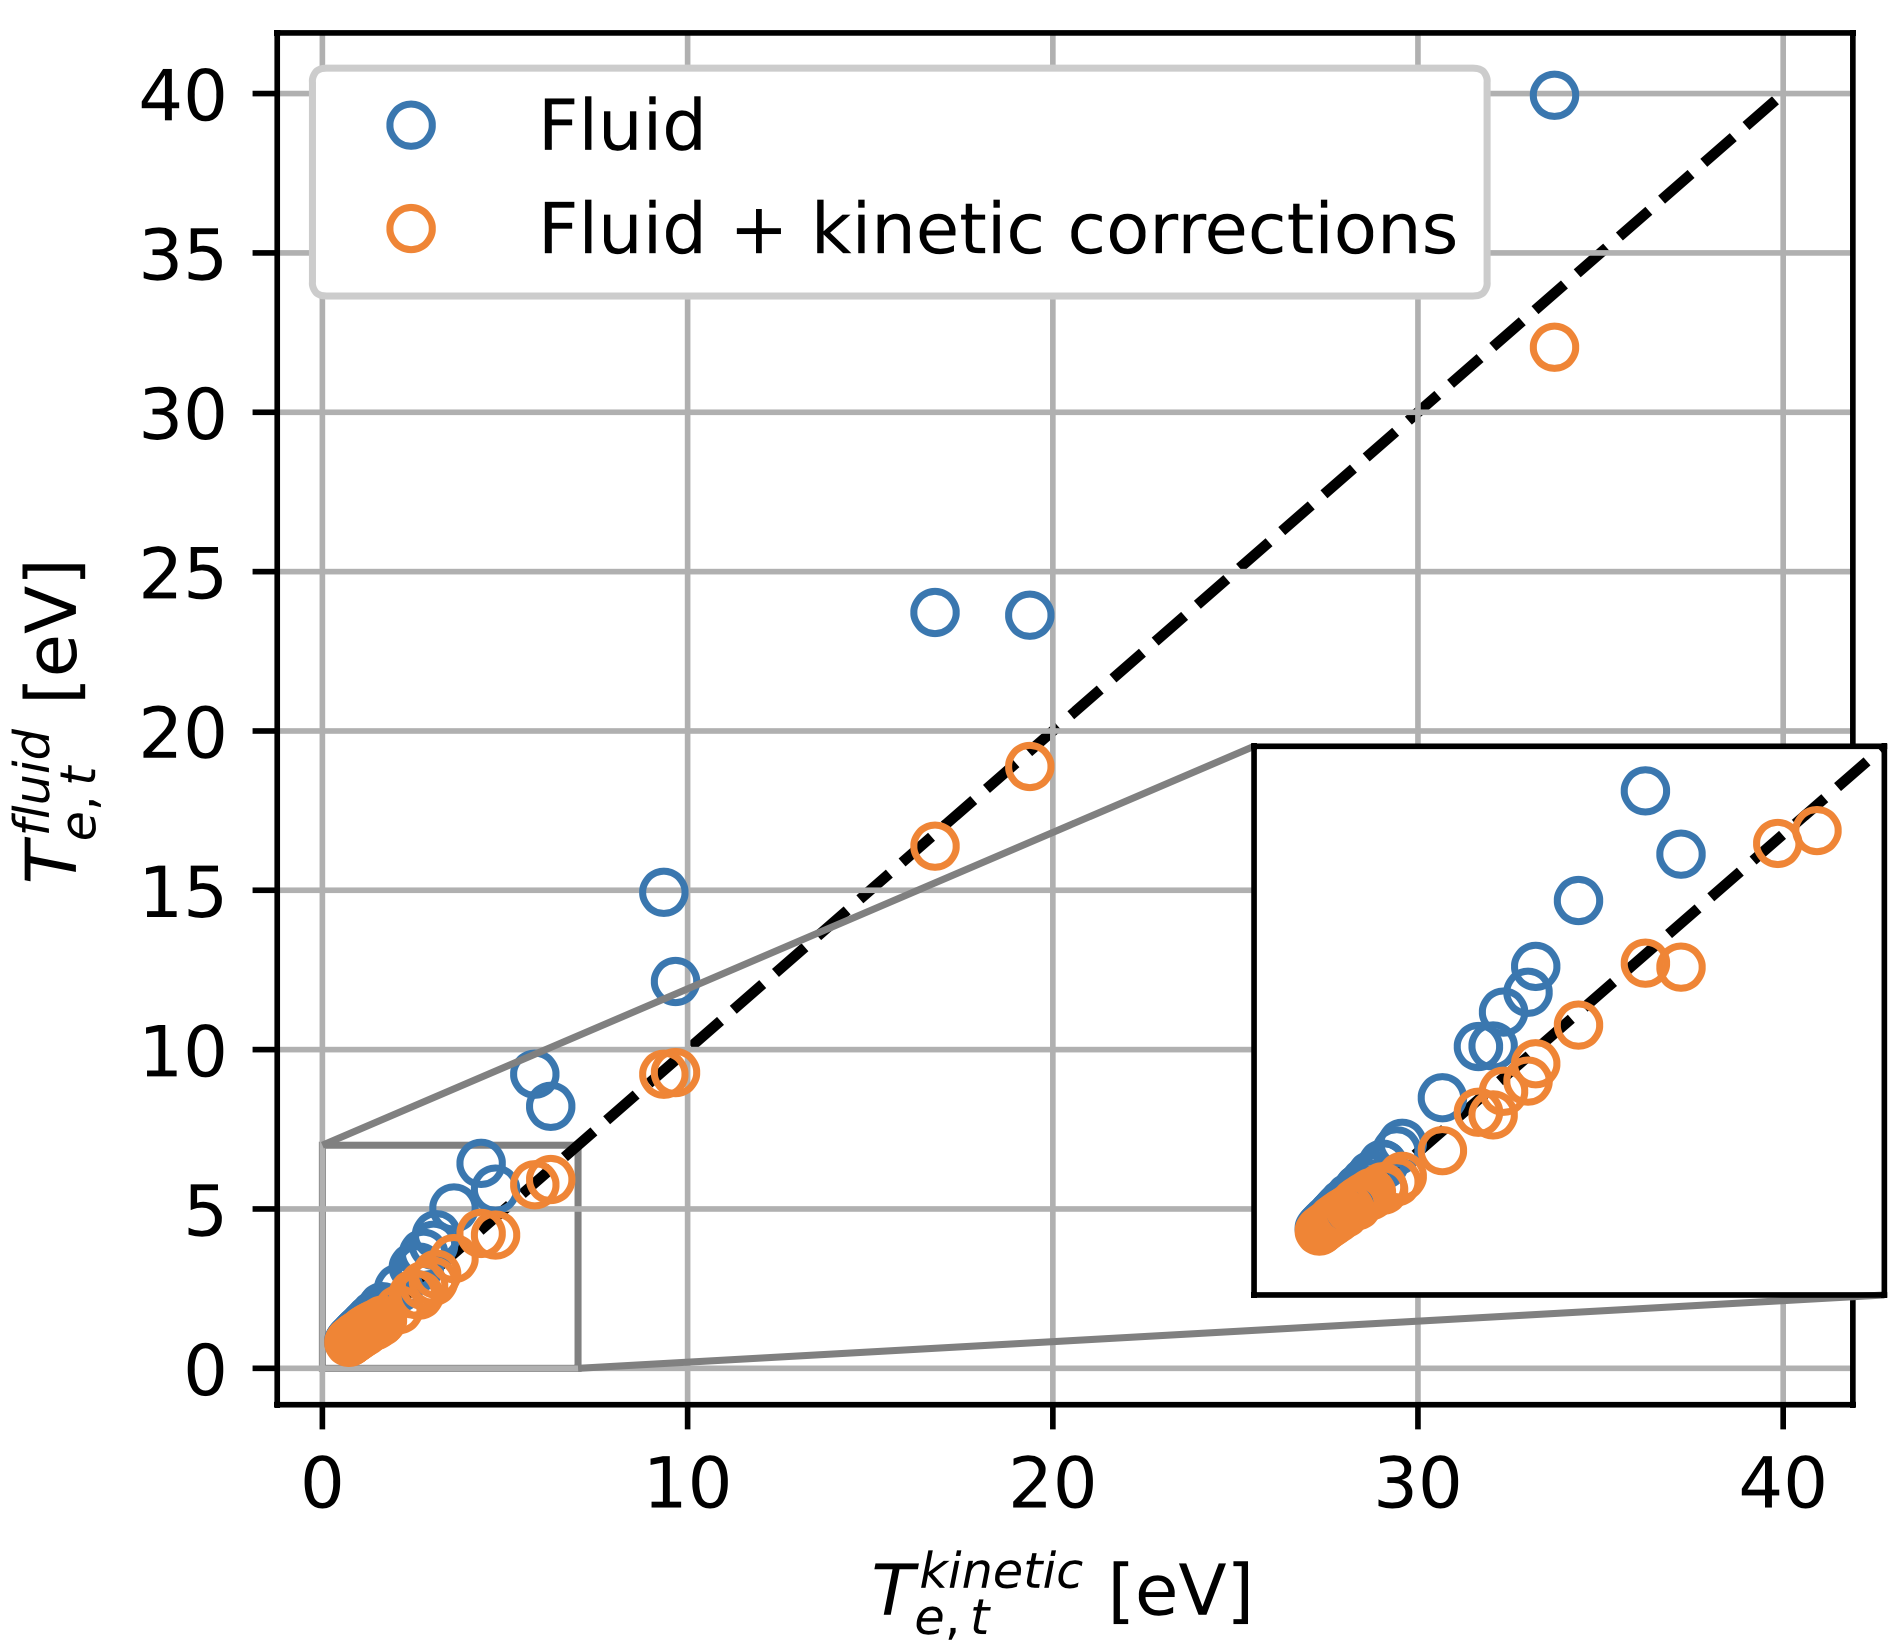 Fluid
Fluid + kinetic corrections
40
35
30
25
20
15
10
5
0
0 10 20 30 40
T_{e,t}^{fluid} [eV]
T_{e,t}^{kinetic} [eV]